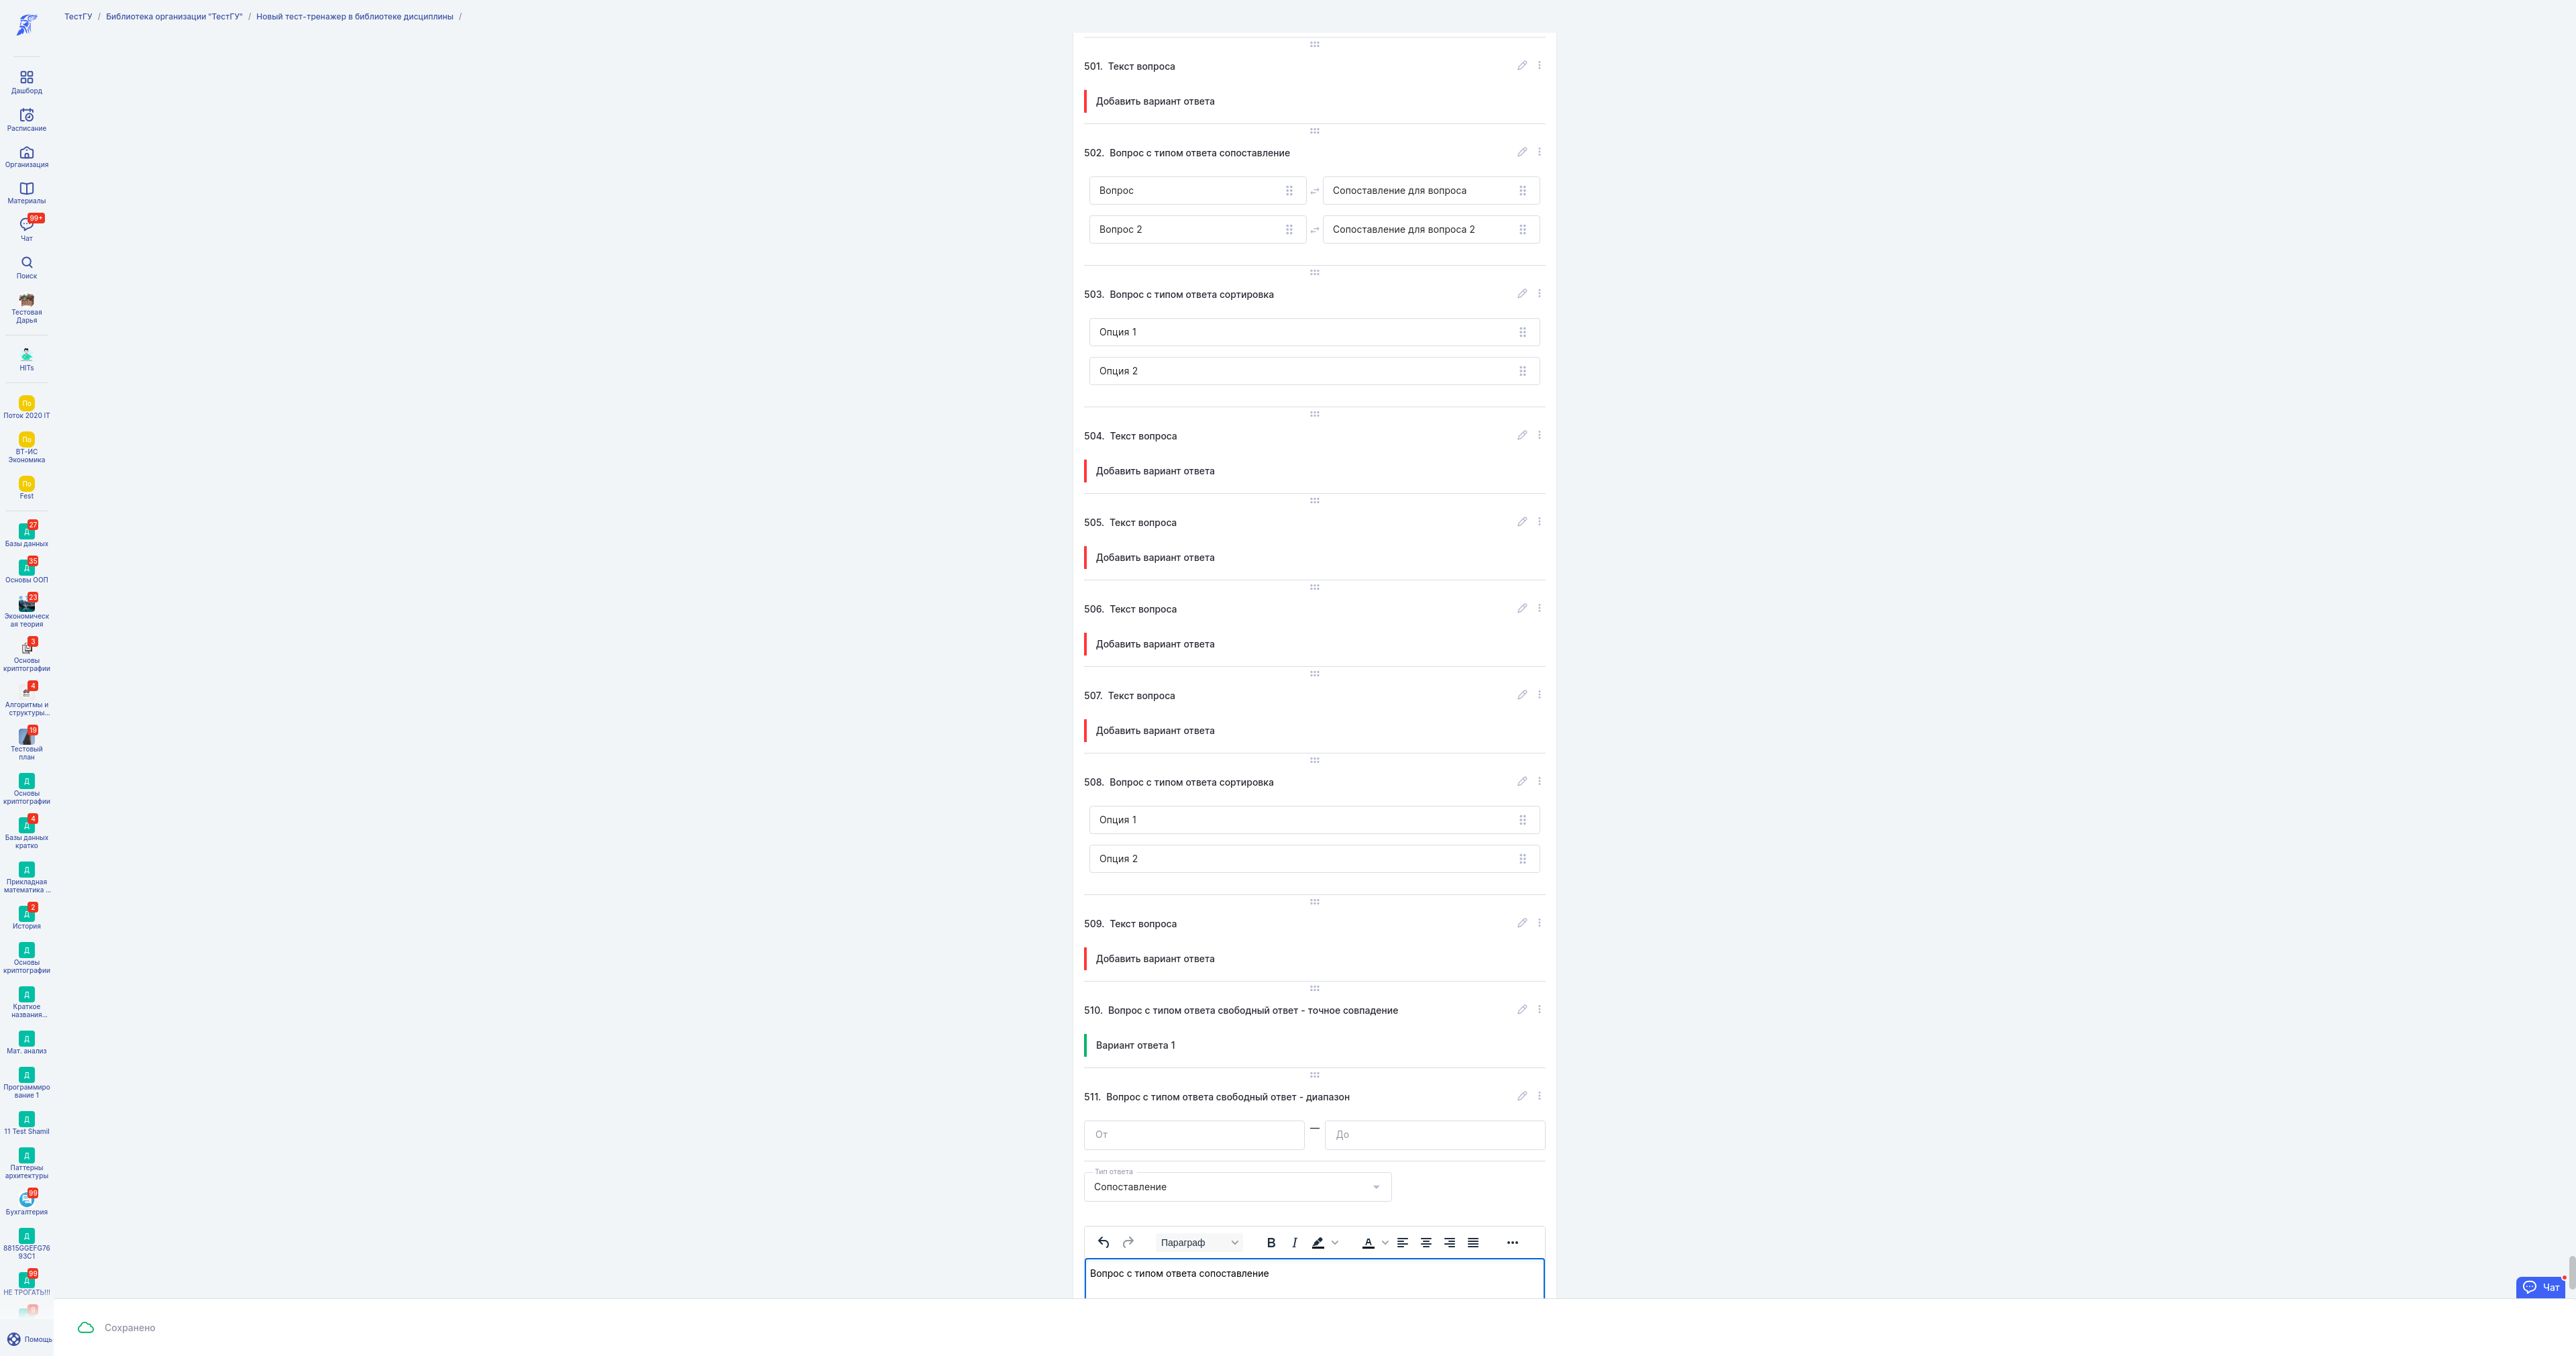 ТестГУ / Библиотека организации "ТестГУ" / Новый тест-тренажер в библиотеке дисциплины /
Дашборд
Расписание
Организация
Материалы
99+
Чат
Поиск
Тестовая
Дарья
HITs
По
Поток 2020 IT
По
ВТ-ИС
Экономика
По
Fest
27
Д
Базы данных
35
Д
Основы ООП
23
Экономическ
ая теория
3
Основы
криптографии
4
Алгоритмы и
структуры...
19
Тестовый
план
Д
Основы
криптографии
4
Д
Базы данных
кратко
Д
Прикладная
математика ...
2
Д
История
Д
Основы
криптографии
Д
Краткое
названия...
Д
Мат. анализ
Д
Программиро
вание 1
Д
11 Test Shamil
Д
Паттерны
архитектуры
99
Бухгалтерия
Д
8815GGEFG76
93C1
99
Д
НЕ ТРОГАТЬ!!!
Помощь
501. Текст вопроса
Добавить вариант ответа
502. Вопрос с типом ответа сопоставление
Вопрос Сопоставление для вопроса
Вопрос 2 Сопоставление для вопроса 2
503. Вопрос с типом ответа сортировка
Опция 1
Опция 2
504. Текст вопроса
Добавить вариант ответа
505. Текст вопроса
Добавить вариант ответа
506. Текст вопроса
Добавить вариант ответа
507. Текст вопроса
Добавить вариант ответа
508. Вопрос с типом ответа сортировка
Опция 1
Опция 2
509. Текст вопроса
Добавить вариант ответа
510. Вопрос с типом ответа свободный ответ - точное совпадение
Вариант ответа 1
511. Вопрос с типом ответа свободный ответ - диапазон
От — До
Тип ответа
Сопоставление
Параграф B I A
Вопрос с типом ответа сопоставление
Чат
Сохранено